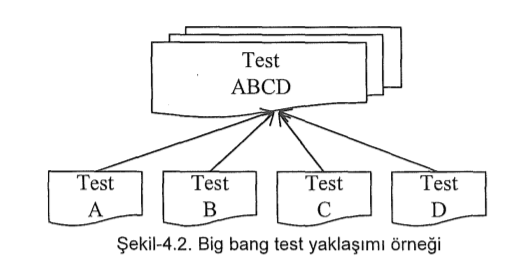 Test
ABCD
Test
A
Test
B
Test
C
Test
D
Şekil-4.2. Big bang test yaklaşımı örneği